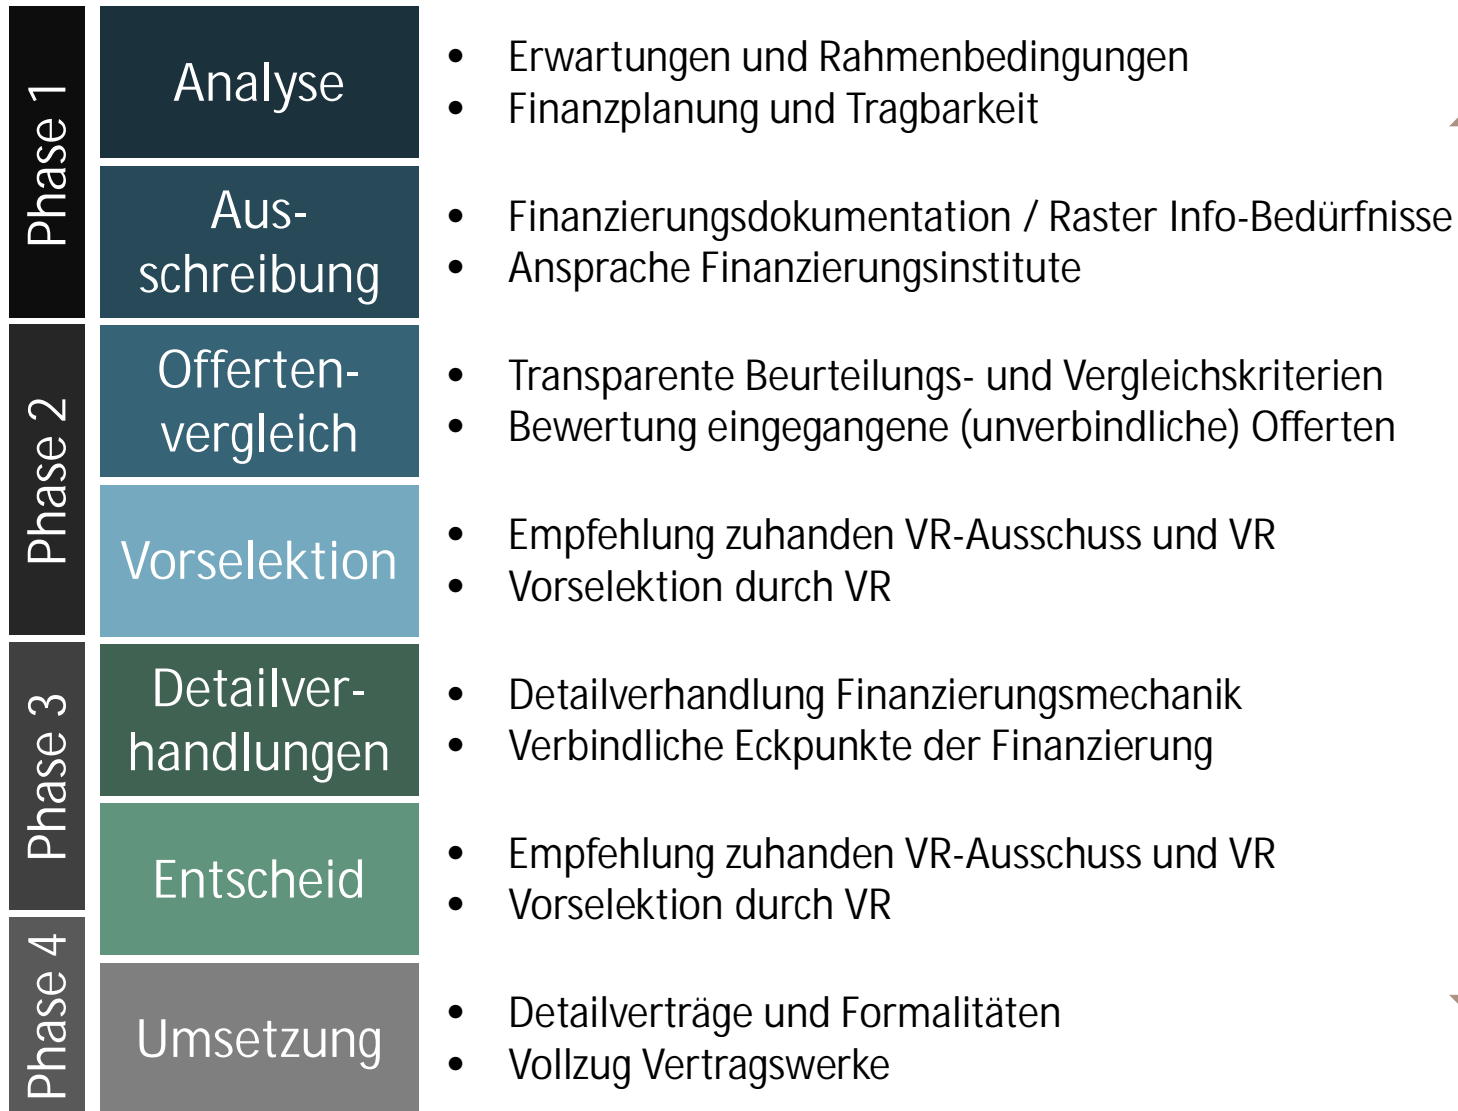 Phase 1
Analyse
• Erwartungen und Rahmenbedingungen
• Finanzplanung und Tragbarkeit
Aus-
schreibung
• Finanzierungsdokumentation / Raster Info-Bedürfnisse
• Ansprache Finanzierungsinstitute
Phase 2
Offerten-
vergleich
• Transparente Beurteilungs- und Vergleichskriterien
• Bewertung eingegangene (unverbindliche) Offerten
Vorselektion
• Empfehlung zuhanden VR-Ausschuss und VR
• Vorselektion durch VR
Phase 3
Detailver-
handlungen
• Detailverhandlung Finanzierungsmechanik
• Verbindliche Eckpunkte der Finanzierung
Entscheid
• Empfehlung zuhanden VR-Ausschuss und VR
• Vorselektion durch VR
Phase 4
Umsetzung
• Detailverträge und Formalitäten
• Vollzug Vertragswerke